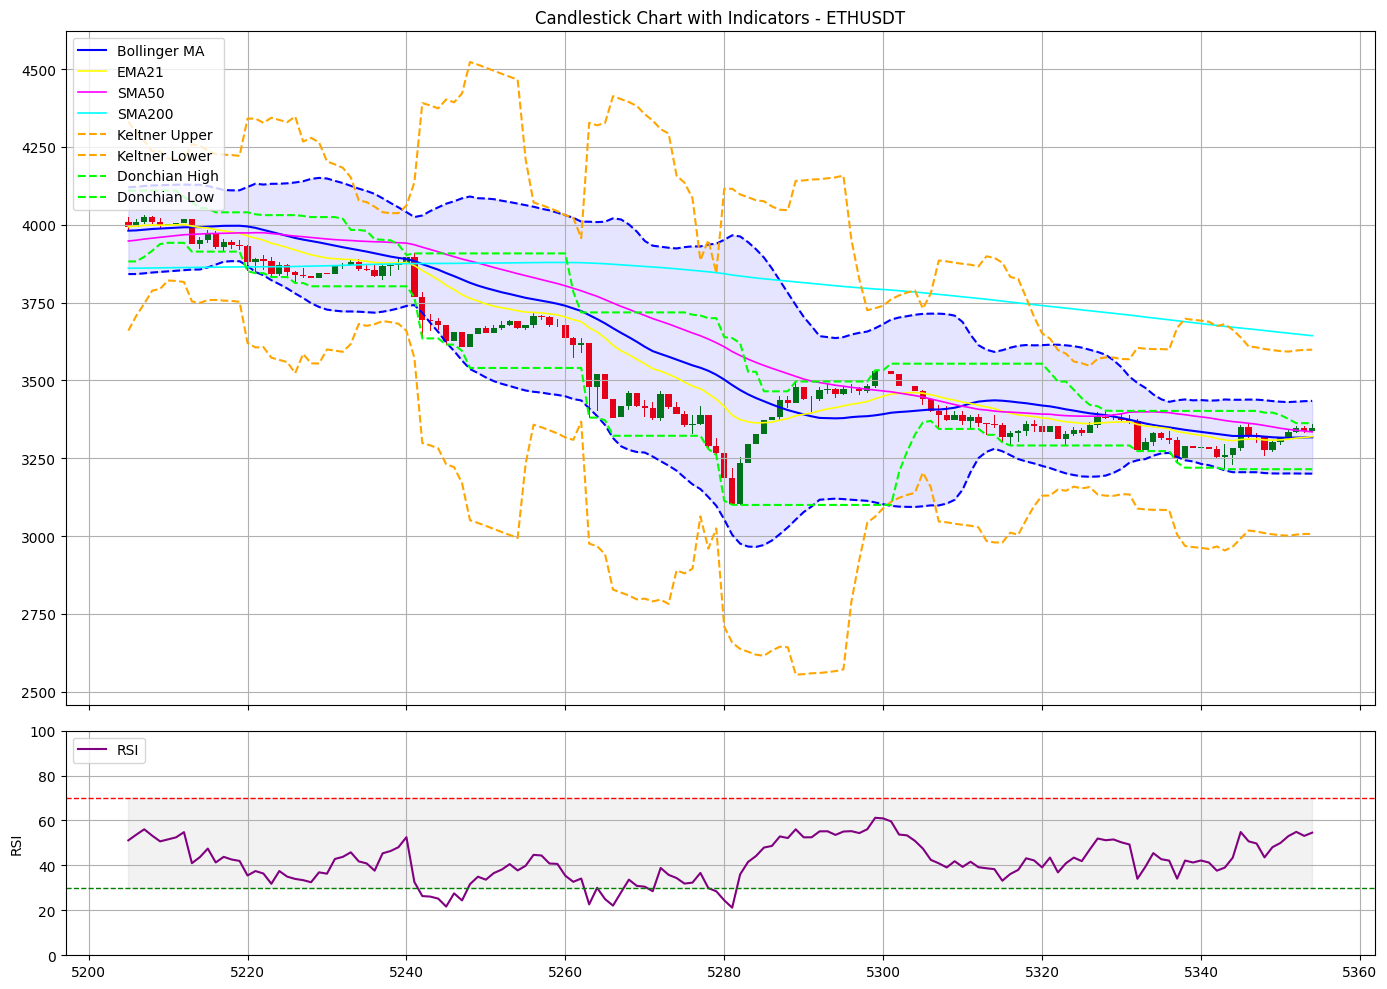 Candlestick Chart with Indicators - ETHUSDT
Bollinger MA
EMA21
SMA50
SMA200
Keltner Upper
Keltner Lower
Donchian High
Donchian Low
4500
4250
4000
3750
3500
3250
3000
2750
2500
RSI
RSI
100
80
60
40
20
0
5200 5220 5240 5260 5280 5300 5320 5340 5360